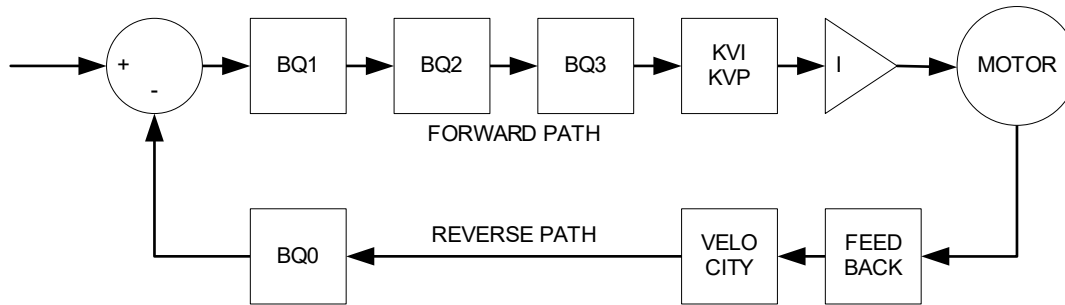 +
-
BQ1
BQ2
BQ3
KVI
KVP
I
MOTOR
FORWARD PATH
REVERSE PATH
BQ0
VELO
CITY
FEED
BACK